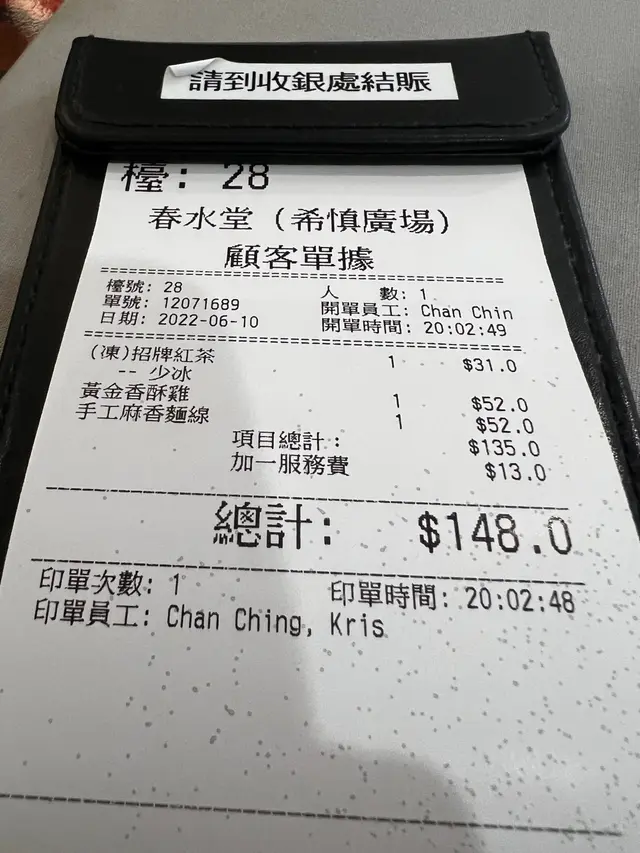 請到收銀處結賬
檯: 28
春水堂 (希慎廣場)
顧客單據
檯號: 28 人 數: 1
單號: 12071689 開單員工: Chan Chin
日期: 2022-06-10 開單時間: 20:02:49
(凍)招牌紅茶 1 $31.0
-- 少冰
黃金香酥雞 1 $52.0
手工麻香麵線 1 $52.0
項目總計: $135.0
加一服務費 $13.0
總計: $148.0
印單次數: 1 印單時間: 20:02:48
印單員工: Chan Ching, Kris